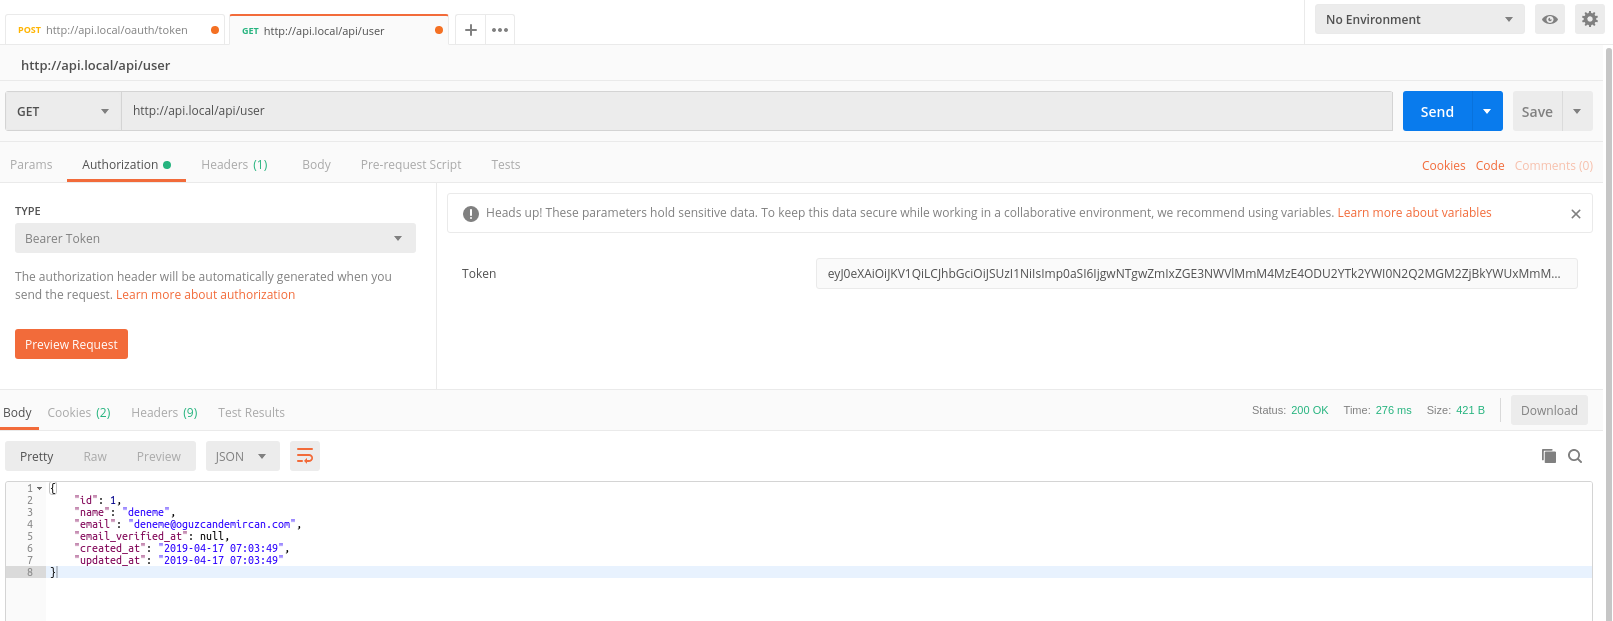 POST http://api.local/oauth/token GET http://api.local/api/user No Environment
http://api.local/api/user
GET http://api.local/api/user Send Save
Params Authorization Headers (1) Body Pre-request Script Tests Cookies Code Comments (0)
TYPE
Bearer Token
The authorization header will be automatically generated when you
send the request. Learn more about authorization
Preview Request
Heads up! These parameters hold sensitive data. To keep this data secure while working in a collaborative environment, we recommend using variables. Learn more about variables
Token
Body Cookies (2) Headers (9) Test Results Status: 200 OK Time: 276 ms Size: 421 B Download
Pretty Raw Preview JSON
1 {
2 "id": 1,
3 "name": "deneme",
4 "email": "deneme@oguzcandemircan.com",
5 "email_verified_at": null,
6 "created_at": "2019-04-17 07:03:49",
7 "updated_at": "2019-04-17 07:03:49"
8 }